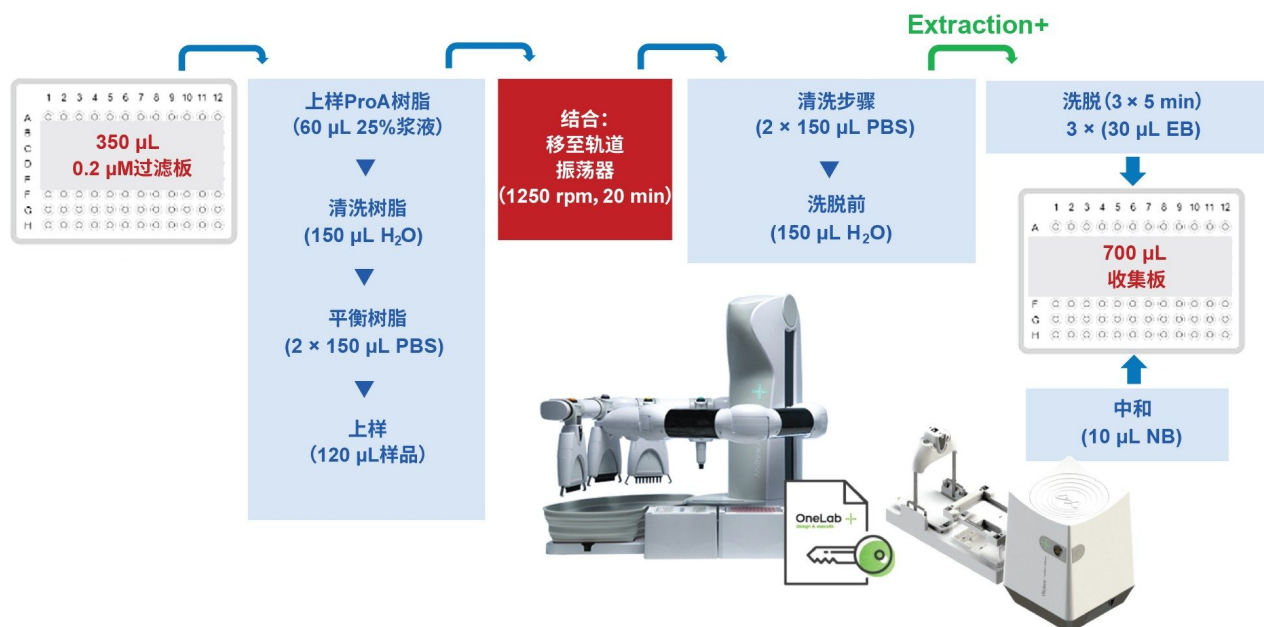 Extraction+
1 2 3 4 5 6 7 8 9 10 11 12
A
B
C
D
F
F
G
H
350 μL
0.2 μM过滤板
上样ProA树脂
(60 μL 25%浆液)
清洗树脂
(150 μL H₂O)
平衡树脂
(2 × 150 μL PBS)
上样
(120 μL样品)
结合：
移至轨道
振荡器
(1250 rpm, 20 min)
清洗步骤
(2 × 150 μL PBS)
洗脱前
(150 μL H₂O)
洗脱 (3 × 5 min)
3 × (30 μL EB)
1 2 3 4 5 6 7 8 9 10 11 12
A
700 μL
收集板
F
G
H
中和
(10 μL NB)
OneLab
design & execute